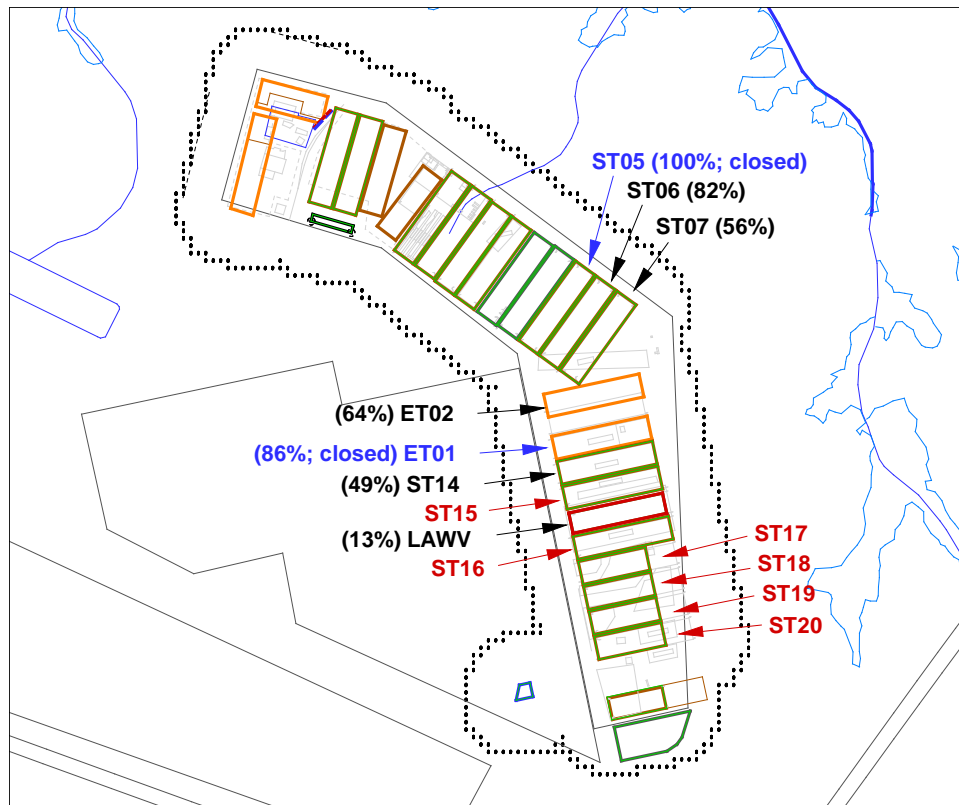 ST05 (100%; closed)
ST06 (82%)
ST07 (56%)
(64%) ET02
(86%; closed) ET01
(49%) ST14
ST15
(13%) LAWV
ST16
ST17
ST18
ST19
ST20